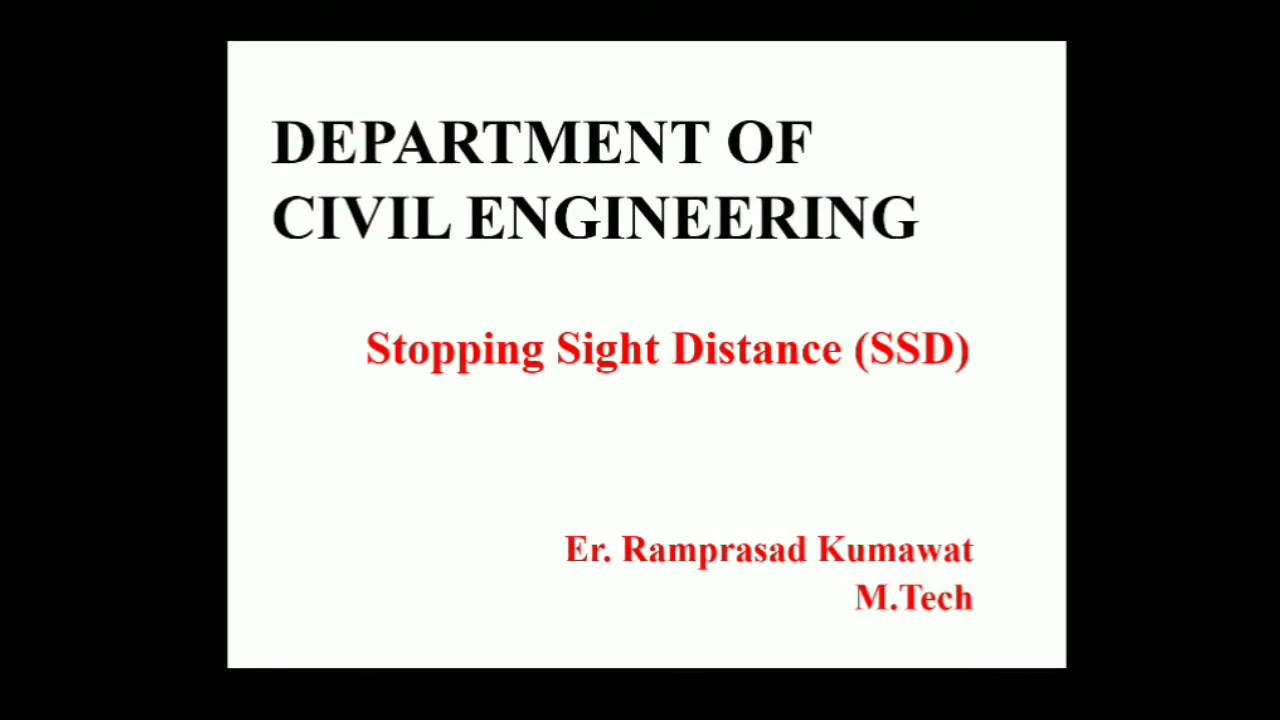 DEPARTMENT OF
CIVIL ENGINEERING
Stopping Sight Distance (SSD)
Er. Ramprasad Kumawat
M.Tech